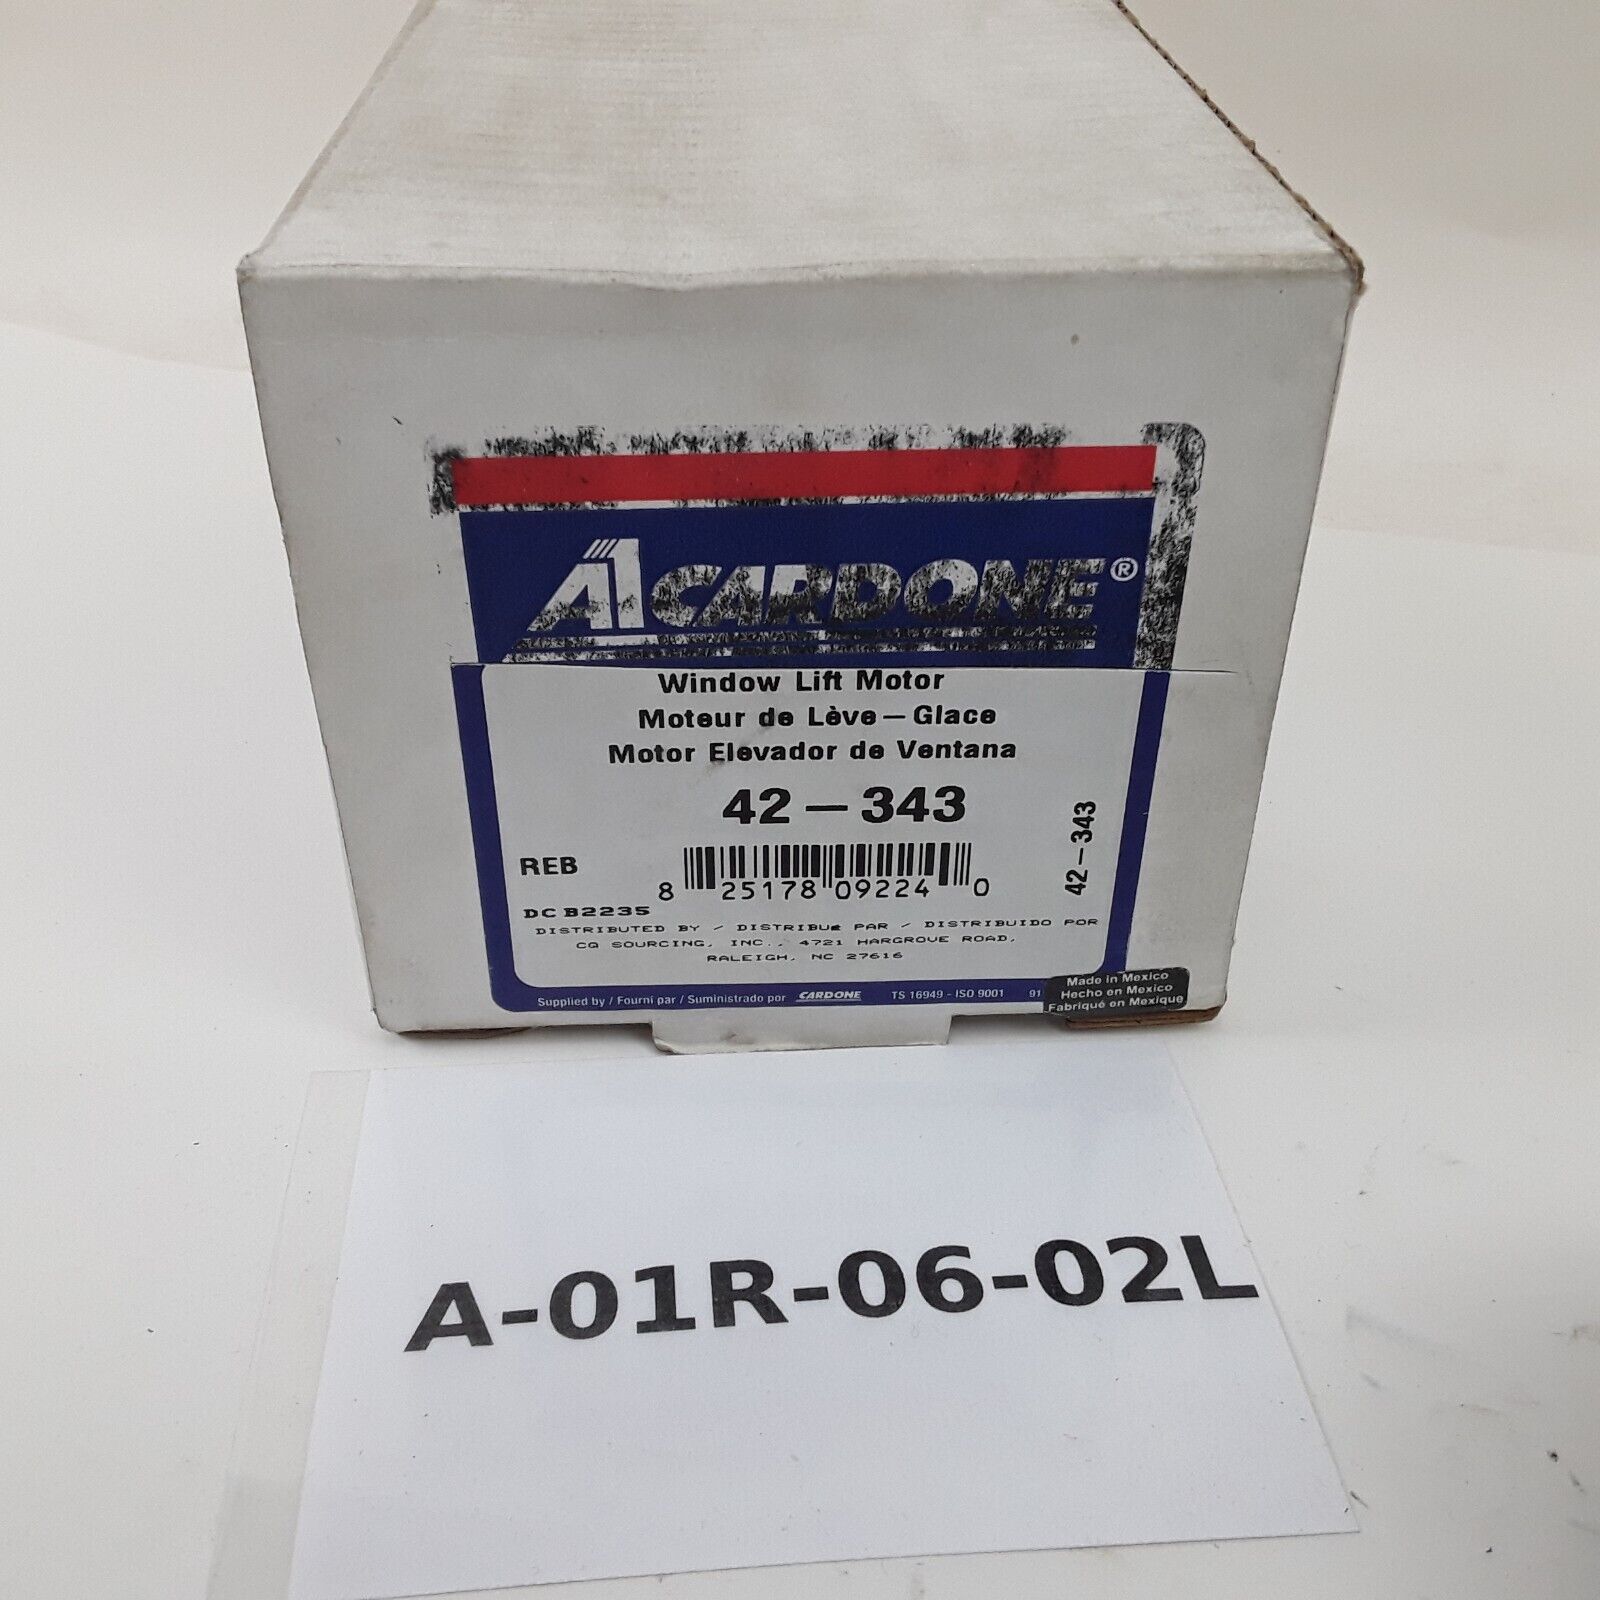 A1 CARDONE®
Window Lift Motor
Moteur de Lève-Glace
Motor Elevador de Ventana
42-343
42-343
REB
8 25178 09224 0
DC B2235
DISTRIBUTED BY / DISTRIBU PAR / DISTRIBUIDO POR
CQ SOURCING, INC., 4721 HARGROVE ROAD,
RALEIGH, NC 27616
Supplied by / Fourni par / Suministrado por CARDONE TS 16949 - ISO 9001 91
Made in Mexico
Hecho en Mexico
Fabriqué en Mexique
A-01R-06-02L